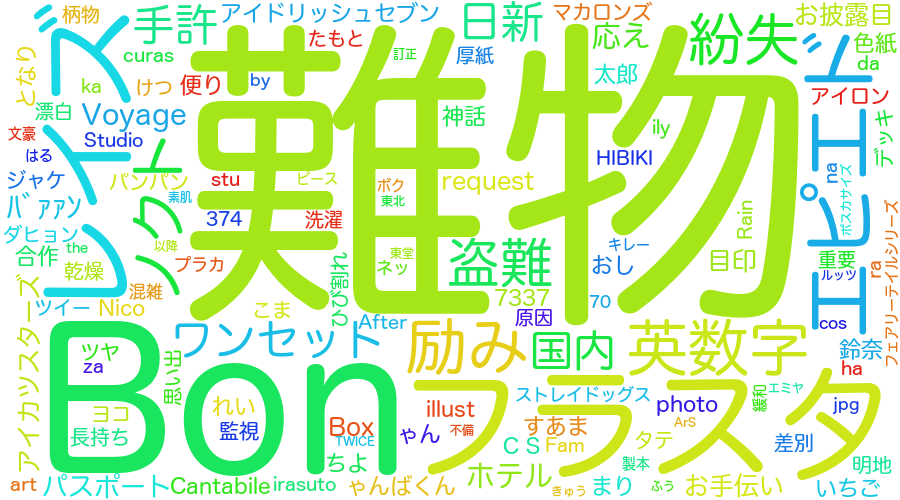 柄物
アイドリッシュセブン
日新
マカロンズ
お披露目
手許
たもと
訂正
応え
紛失
色紙
となり
レイズ
curas
厚紙
da
ka
けつ
便り
by
難物
太郎
アイロン
漂白
Voyage
神話
エピエド
デッキ
文豪
Studio
ily
はる
HIBIKI
ジャケ
パンパン
stu
ピース
ボク
request
na
ボスカサイズ
バァァン
ノクト
素肌
東北
374
洗濯
Rain
ダヒョン
以降
東堂
キレー
合作
the
盗難
おし
目印
重要
乾燥
プラカ
ネッ
ra
ルッツ
フェアリーテイルシリーズ
混雑
ひび割れ
7337
70
ツイー
Nico
こま
After
原因
cos
アイカツスターズ
Bon
ワンセット
励み
国内
英数字
鈴奈
ツヤ
za
思い出
フラスタ
ha
ストレイドッグス
緩和
エミヤ
ヨコ
れい
illust
photo
jpg
長持ち
監視
Box
ゃん
不備
すあま
ArS
TWICE
CS
Fam
タテ
差別
ちよ
ホテル
製本
明地
art
パスポート
Cantabile
irasuto
ゃんばくん
きゅう
まり
ふう
お手伝い
いちご